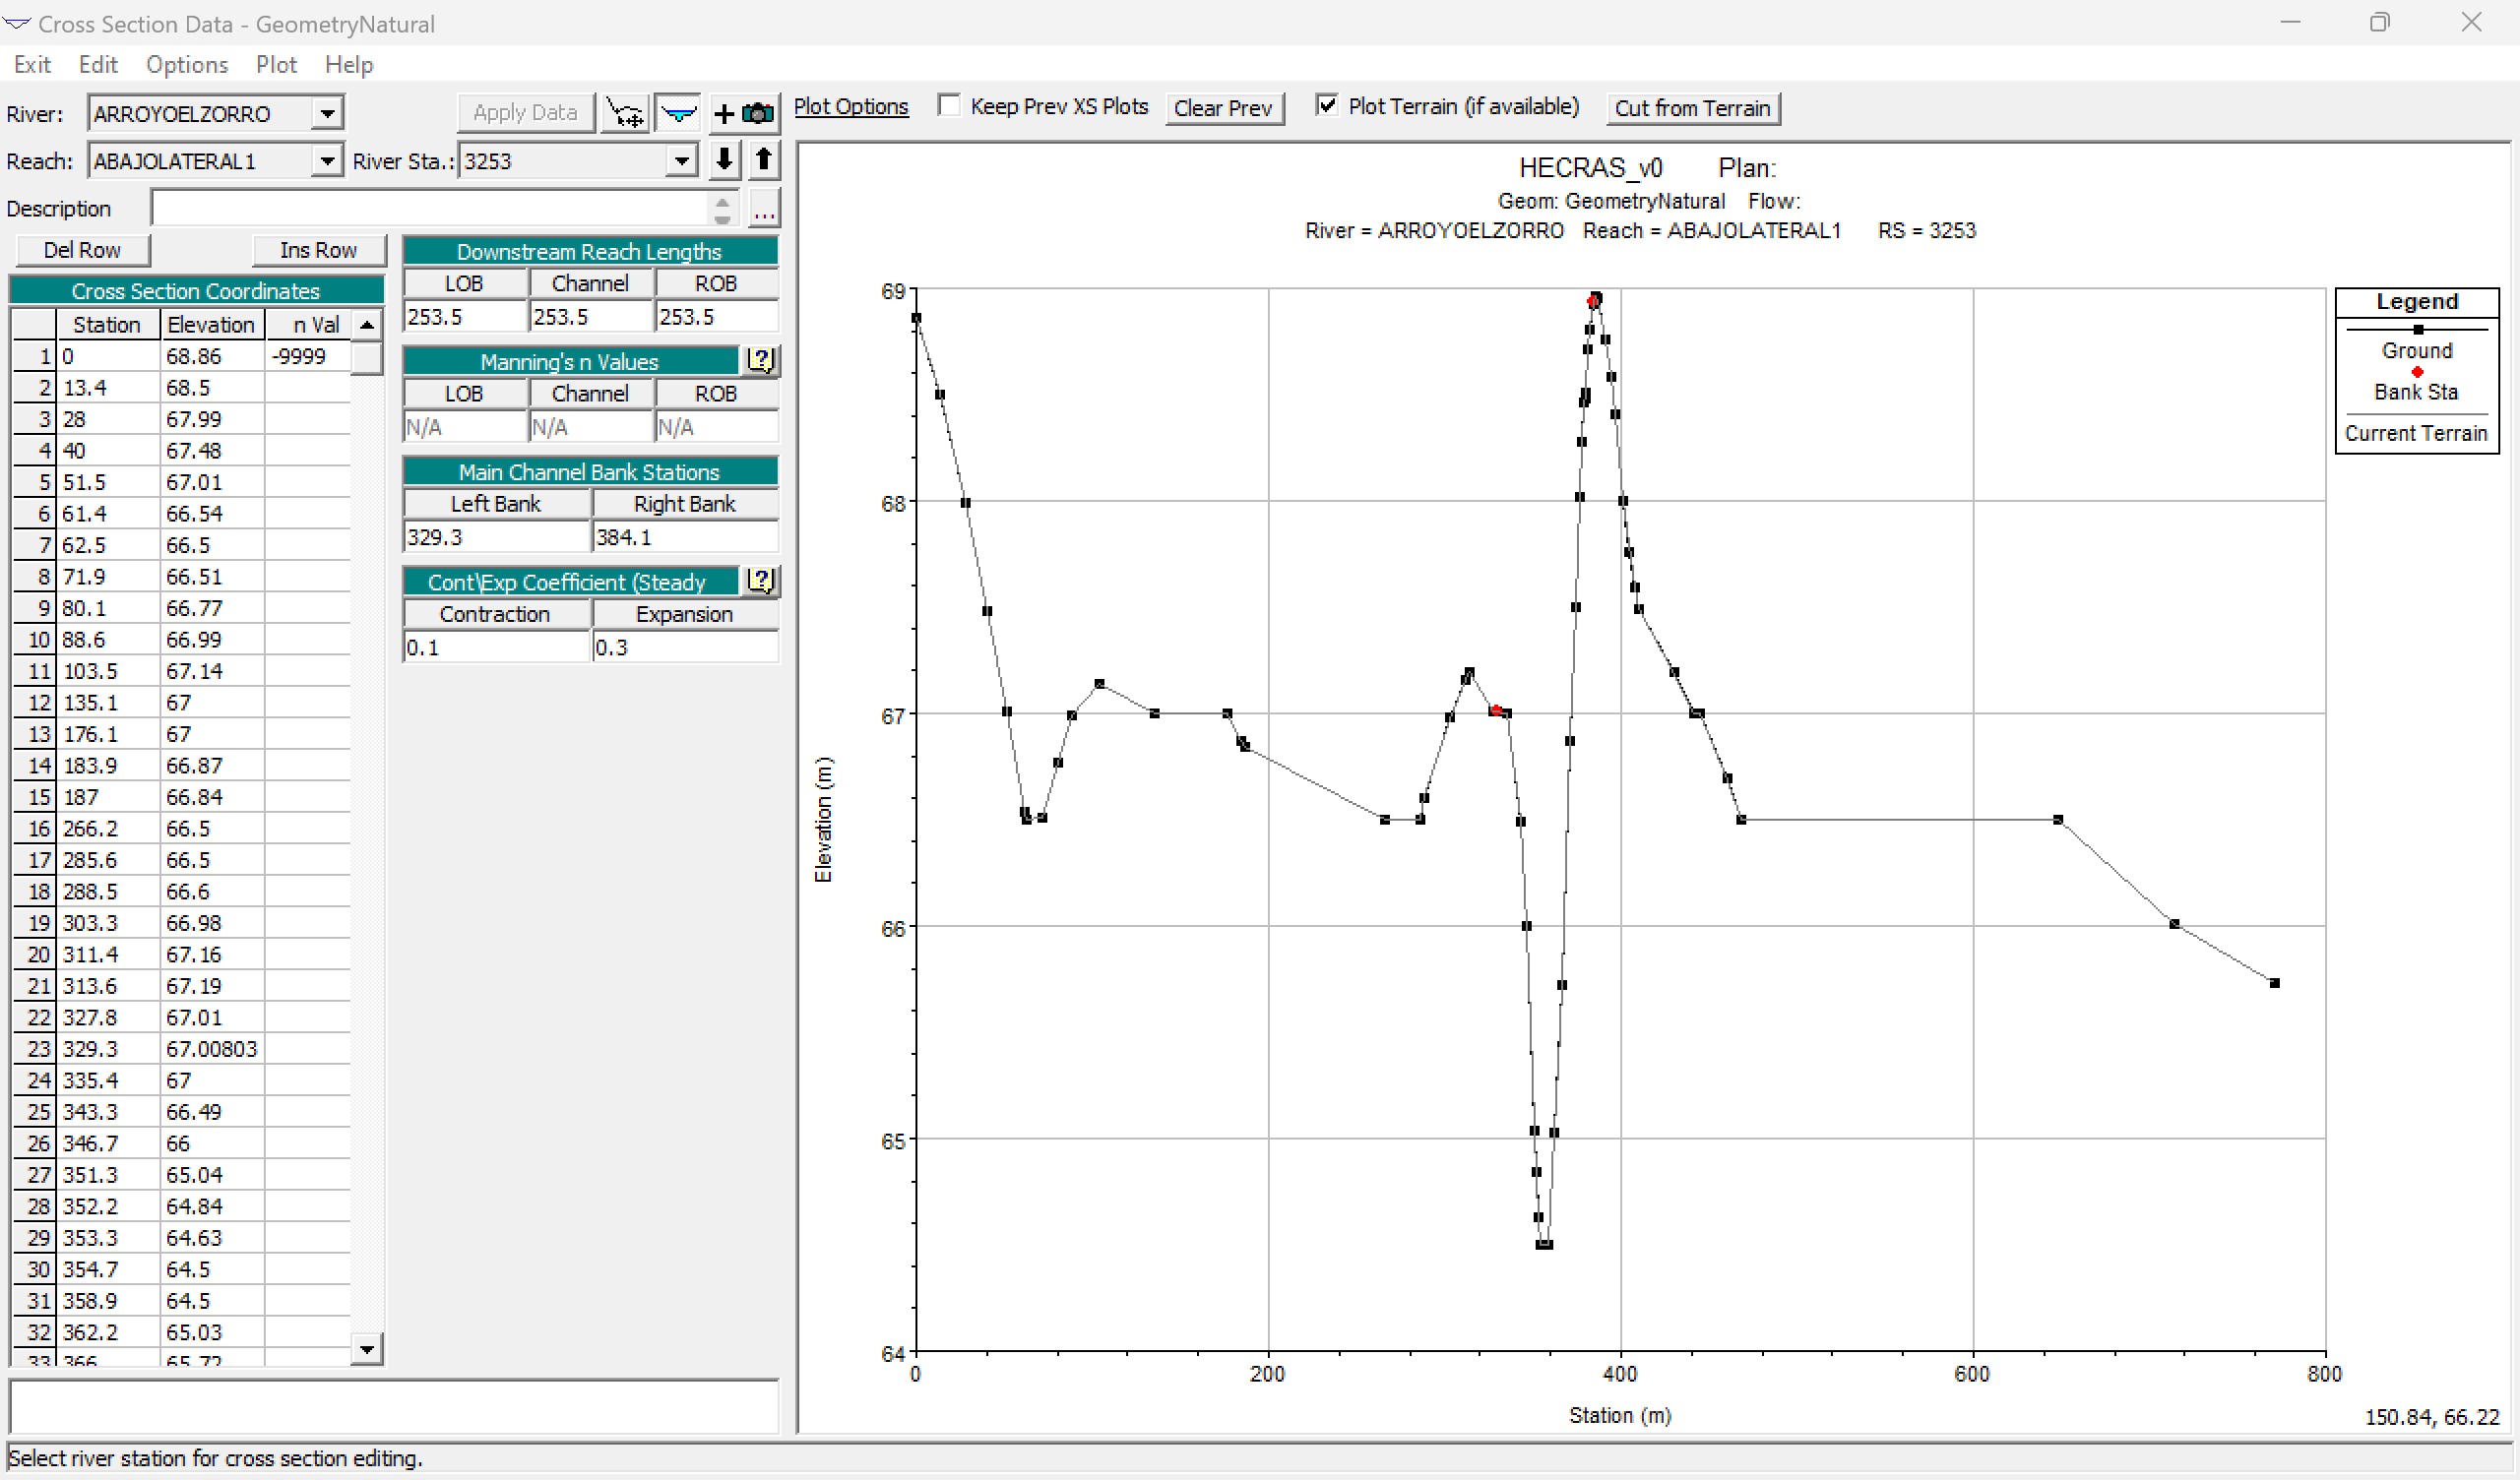 Cross Section Data - GeometryNatural
Exit Edit Options Plot Help
River: ARROYOELZORRO Apply Data + Plot Options Keep Prev XS Plots Clear Prev Plot Terrain (if available) Cut from Terrain
Reach: ABAJOLATERAL1 River Sta.: 3253
Description ...
Del Row Ins Row
Cross Section Coordinates
Station Elevation n Val
1 0 68.86 -9999
2 13.4 68.5
3 28 67.99
4 40 67.48
5 51.5 67.01
6 61.4 66.54
7 62.5 66.5
8 71.9 66.51
9 80.1 66.77
10 88.6 66.99
11 103.5 67.14
12 135.1 67
13 176.1 67
14 183.9 66.87
15 187 66.84
16 266.2 66.5
17 285.6 66.5
18 288.5 66.6
19 303.3 66.98
20 311.4 67.16
21 313.6 67.19
22 327.8 67.01
23 329.3 67.00803
24 335.4 67
25 343.3 66.49
26 346.7 66
27 351.3 65.04
28 352.2 64.84
29 353.3 64.63
30 354.7 64.5
31 358.9 64.5
32 362.2 65.03
33 366 65.72
Downstream Reach Lengths
LOB Channel ROB
253.5 253.5 253.5
Manning's n Values ?
LOB Channel ROB
N/A N/A N/A
Main Channel Bank Stations
Left Bank Right Bank
329.3 384.1
Cont\Exp Coefficient (Steady ?
Contraction Expansion
0.1 0.3
HECRAS_v0 Plan:
Geom: GeometryNatural Flow:
River = ARROYOELZORRO Reach = ABAJOLATERAL1 RS = 3253
69
68
67
66
65
64
Elevation (m)
0 200 400 600 800
Station (m)
Legend
Ground
Bank Sta
Current Terrain
150.84, 66.22
Select river station for cross section editing.